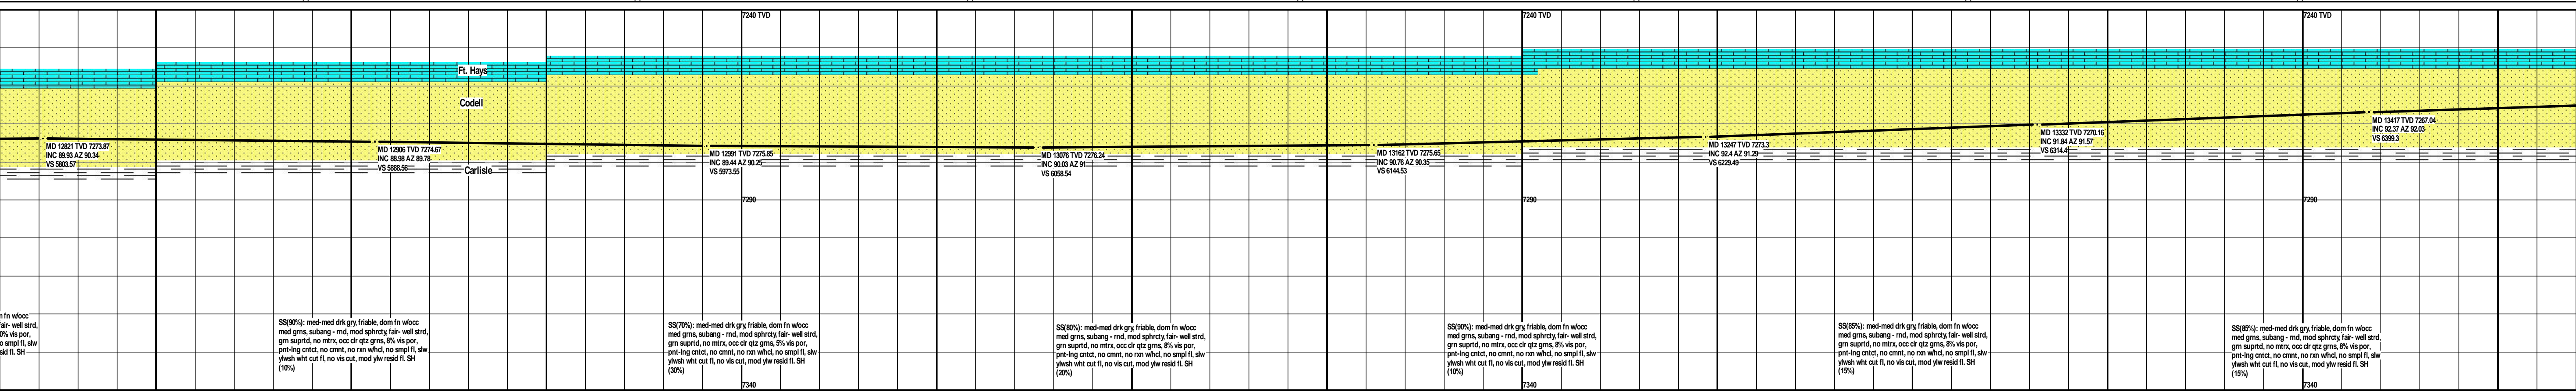 7240 TVD
7240 TVD
7240 TVD
Ft. Hays
Codell
Carlisle
MD 12821 TVD 7273.87
INC 89.93 AZ 90.34
VS 5803.57
MD 12906 TVD 7274.67
INC 88.98 AZ 89.78
VS 5888.56
MD 12991 TVD 7275.85
INC 89.44 AZ 90.25
VS 5973.55
MD 13076 TVD 7276.24
INC 90.03 AZ 91
VS 6058.54
MD 13162 TVD 7275.65
INC 90.76 AZ 90.35
VS 6144.53
MD 13247 TVD 7273.3
INC 92.4 AZ 91.29
VS 6229.49
MD 13332 TVD 7270.16
INC 91.84 AZ 91.57
VS 6314.4
MD 13417 TVD 7267.04
INC 92.37 AZ 92.03
VS 6399.3
7290
7290
7290
fn w/occ
fair- well strd,
% vis por,
o smpl fl, slw
sid fl. SH
SS(90%): med-med drk gry, friable, dom fn w/occ
med grns, subang - rnd, mod sphrcty, fair- well strd,
grn suprtd, no mtrx, occ clr qtz grns, 8% vis por,
pnt-lng cntct, no cmnt, no rxn whcl, no smpl fl, slw
ylwsh wht cut fl, no vis cut, mod ylw resid fl. SH
(10%)
SS(70%): med-med drk gry, friable, dom fn w/occ
med grns, subang - rnd, mod sphrcty, fair- well strd,
grn suprtd, no mtrx, occ clr qtz grns, 5% vis por,
pnt-lng cntct, no cmnt, no rxn whcl, no smpl fl, slw
ylwsh wht cut fl, no vis cut, mod ylw resid fl. SH
(30%)
SS(80%): med-med drk gry, friable, dom fn w/occ
med grns, subang - rnd, mod sphrcty, fair- well strd,
grn suprtd, no mtrx, occ clr qtz grns, 8% vis por,
pnt-lng cntct, no cmnt, no rxn whcl, no smpl fl, slw
ylwsh wht cut fl, no vis cut, mod ylw resid fl. SH
(20%)
SS(90%): med-med drk gry, friable, dom fn w/occ
med grns, subang - rnd, mod sphrcty, fair- well strd,
grn suprtd, no mtrx, occ clr qtz grns, 8% vis por,
pnt-lng cntct, no cmnt, no rxn whcl, no smpl fl, slw
ylwsh wht cut fl, no vis cut, mod ylw resid fl. SH
(10%)
SS(85%): med-med drk gry, friable, dom fn w/occ
med grns, subang - rnd, mod sphrcty, fair- well strd,
grn suprtd, no mtrx, occ clr qtz grns, 8% vis por,
pnt-lng cntct, no cmnt, no rxn whcl, no smpl fl, slw
ylwsh wht cut fl, no vis cut, mod ylw resid fl. SH
(15%)
SS(85%): med-med drk gry, friable, dom fn w/occ
med grns, subang - rnd, mod sphrcty, fair- well strd,
grn suprtd, no mtrx, occ clr qtz grns, 8% vis por,
pnt-lng cntct, no cmnt, no rxn whcl, no smpl fl, slw
ylwsh wht cut fl, no vis cut, mod ylw resid fl. SH
(15%)
7340
7340
7340